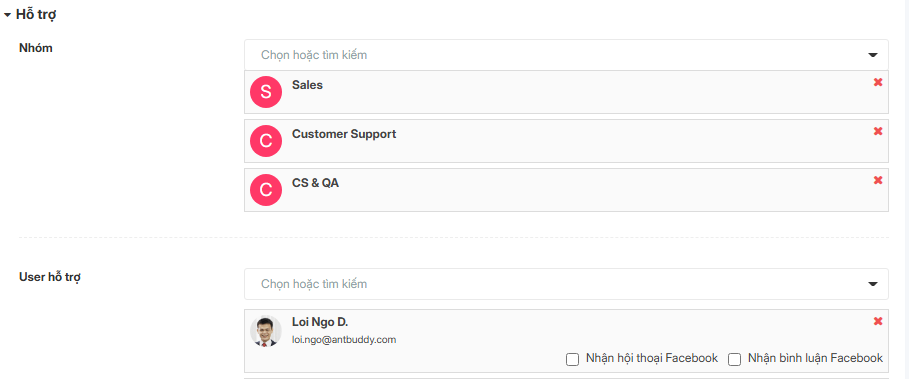 Hỗ trợ
Nhóm
Chọn hoặc tìm kiếm
S Sales
C Customer Support
C CS & QA
User hỗ trợ
Chọn hoặc tìm kiếm
Loi Ngo D.
loi.ngo@antbuddy.com
Nhận hội thoại Facebook Nhận bình luận Facebook